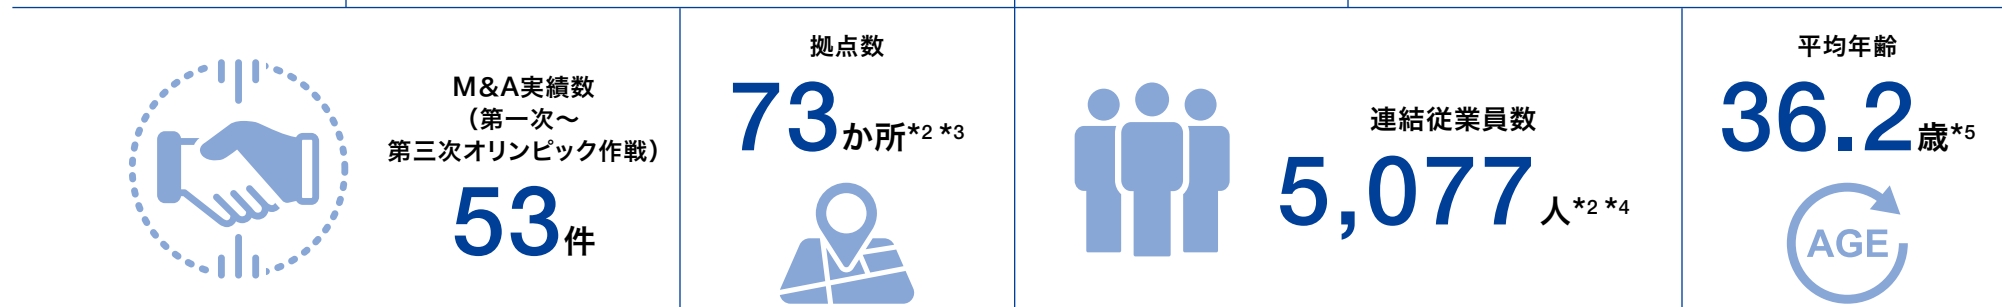 M&A実績数
（第一次～
第三次オリンピック作戦）
53件
拠点数
73か所*2 *3
連結従業員数
5,077人*2 *4
平均年齢
36.2歳*5
AGE